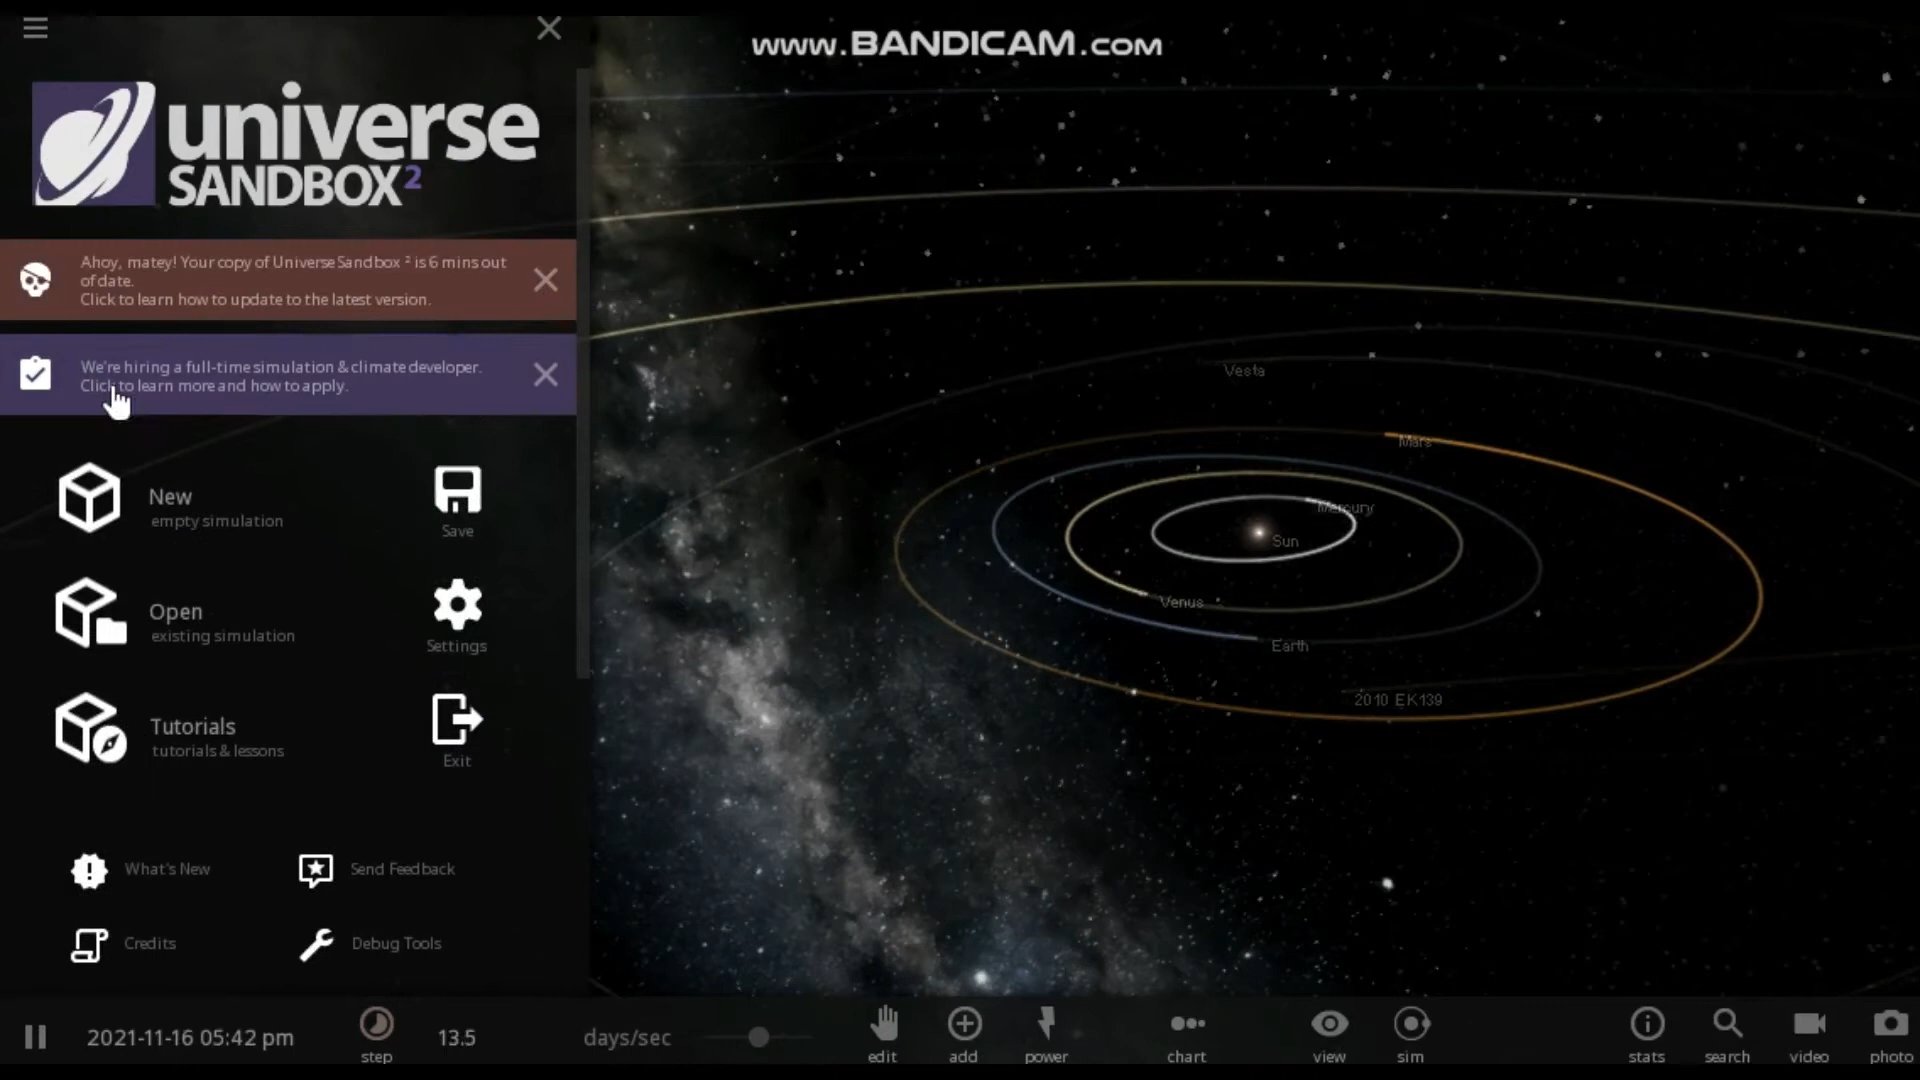 www.BANDICAM.com
universe
SANDBOX²
Ahoy, matey! Your copy of Universe Sandbox ² is 6 mins out
of date.
Click to learn how to update to the latest version.
We're hiring a full-time simulation & climate developer.
Click to learn more and how to apply.
New
empty simulation
Save
Open
existing simulation
Settings
Tutorials
tutorials & lessons
Exit
What's New
Send Feedback
Credits
Debug Tools
Vesta
Mars
Mercury
Sun
Venus
Earth
2010 EK139
2021-11-16 05:42 pm
step
13.5
days/sec
edit
add
power
chart
view
sim
stats
search
video
photo